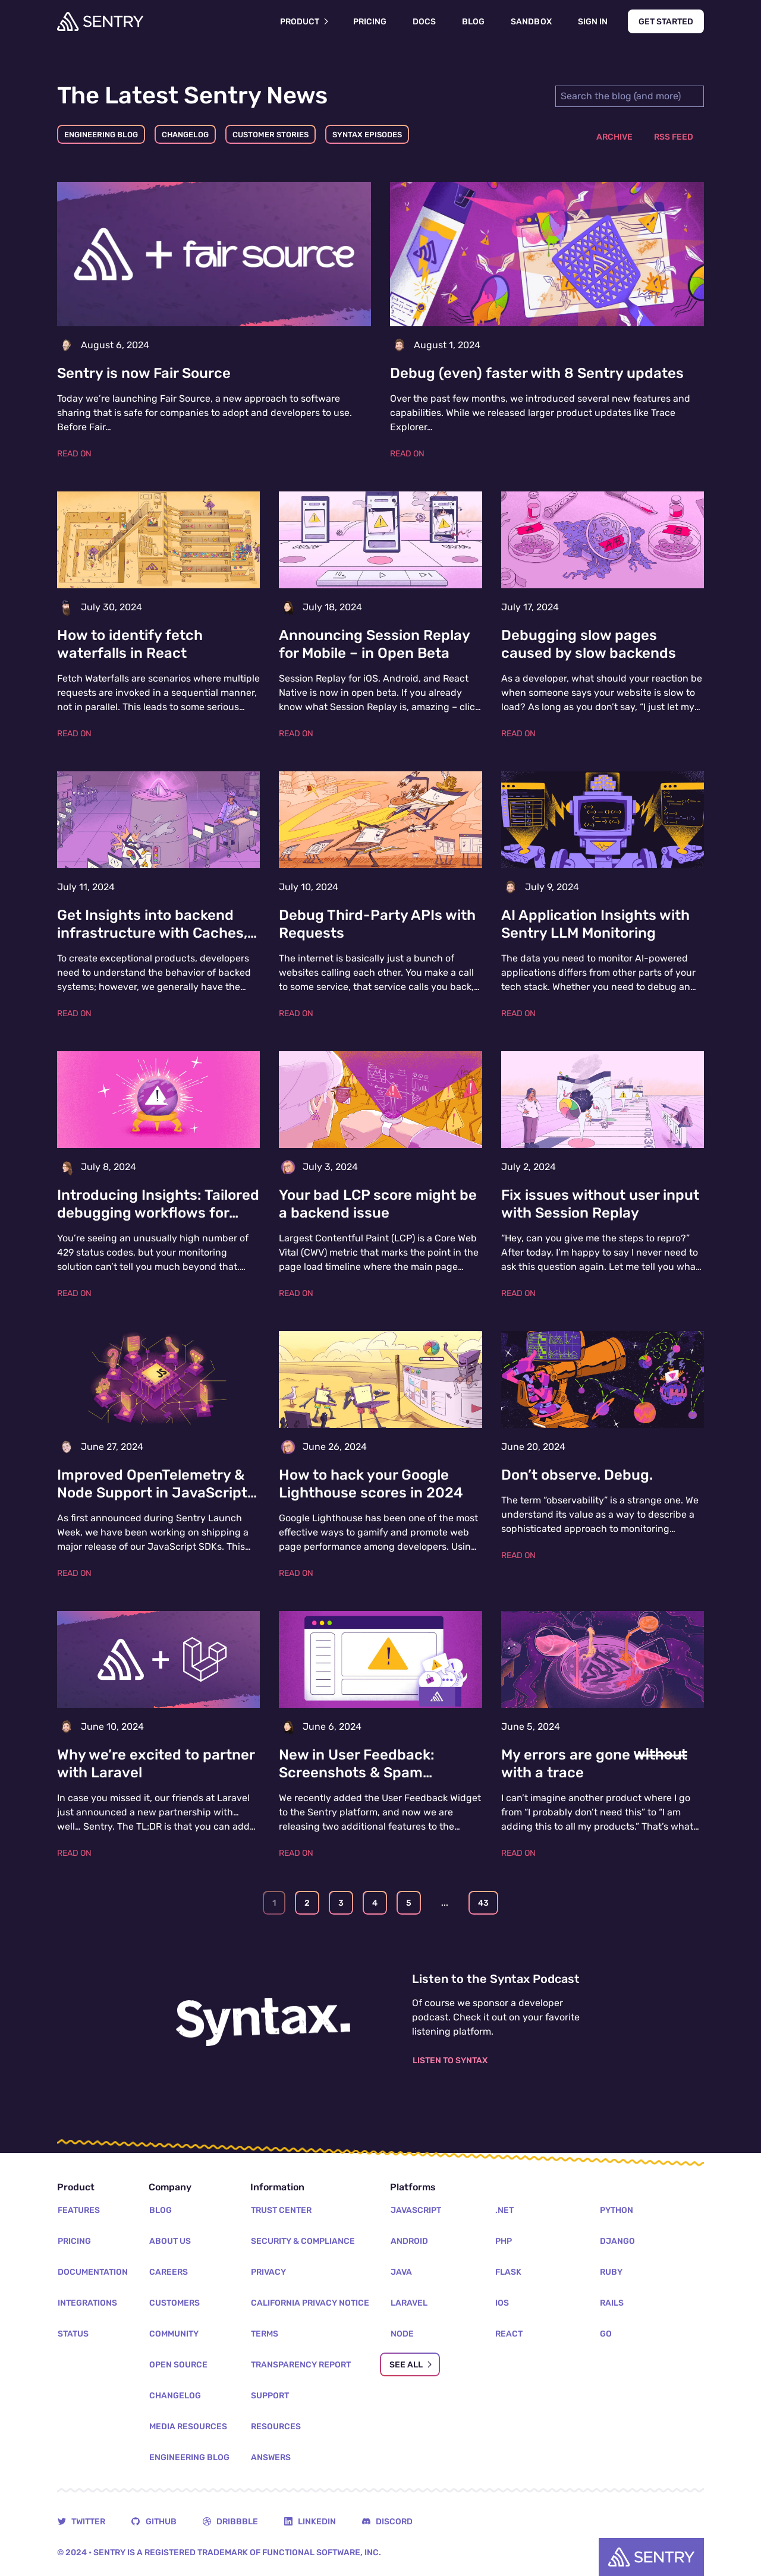 SENTRY
PRODUCT
PRICING
DOCS
BLOG
SANDBOX
SIGN IN
GET STARTED
The Latest Sentry News
Search the blog (and more)
ENGINEERING BLOG
CHANGELOG
CUSTOMER STORIES
SYNTAX EPISODES
ARCHIVE
RSS FEED
+ fair source
August 6, 2024
Sentry is now Fair Source
Today we're launching Fair Source, a new approach to software
sharing that is safe for companies to adopt and developers to use.
Before Fair...
READ ON
August 1, 2024
Debug (even) faster with 8 Sentry updates
Over the past few months, we introduced several new features and
capabilities. While we released larger product updates like Trace
Explorer...
READ ON
July 30, 2024
How to identify fetch
waterfalls in React
Fetch Waterfalls are scenarios where multiple
requests are invoked in a sequential manner,
not in parallel. This leads to some serious...
READ ON
July 18, 2024
Announcing Session Replay
for Mobile – in Open Beta
Session Replay for iOS, Android, and React
Native is now in open beta. If you already
know what Session Replay is, amazing – clic...
READ ON
July 17, 2024
Debugging slow pages
caused by slow backends
As a developer, what should your reaction be
when someone says your website is slow to
load? As long as you don't say, “I just let my...
READ ON
July 11, 2024
Get Insights into backend
infrastructure with Caches,...
To create exceptional products, developers
need to understand the behavior of backed
systems; however, we generally have the...
READ ON
July 10, 2024
Debug Third-Party APIs with
Requests
The internet is basically just a bunch of
websites calling each other. You make a call
to some service, that service calls you back,...
READ ON
July 9, 2024
AI Application Insights with
Sentry LLM Monitoring
The data you need to monitor AI-powered
applications differs from other parts of your
tech stack. Whether you need to debug an...
READ ON
July 8, 2024
Introducing Insights: Tailored
debugging workflows for...
You're seeing an unusually high number of
429 status codes, but your monitoring
solution can't tell you much beyond that....
READ ON
July 3, 2024
Your bad LCP score might be
a backend issue
Largest Contentful Paint (LCP) is a Core Web
Vital (CWV) metric that marks the point in the
page load timeline where the main page...
READ ON
July 2, 2024
Fix issues without user input
with Session Replay
“Hey, can you give me the steps to repro?”
After today, I'm happy to say I never need to
ask this question again. Let me tell you wha...
READ ON
June 27, 2024
Improved OpenTelemetry &
Node Support in JavaScript...
As first announced during Sentry Launch
Week, we have been working on shipping a
major release of our JavaScript SDKs. This...
READ ON
June 26, 2024
How to hack your Google
Lighthouse scores in 2024
Google Lighthouse has been one of the most
effective ways to gamify and promote web
page performance among developers. Usin...
READ ON
June 20, 2024
Don't observe. Debug.
The term “observability” is a strange one. We
understand its value as a way to describe a
sophisticated approach to monitoring...
READ ON
June 10, 2024
Why we're excited to partner
with Laravel
In case you missed it, our friends at Laravel
just announced a new partnership with...
well... Sentry. The TL;DR is that you can add...
READ ON
June 6, 2024
New in User Feedback:
Screenshots & Spam...
We recently added the User Feedback Widget
to the Sentry platform, and now we are
releasing two additional features to the...
READ ON
June 5, 2024
My errors are gone without
with a trace
I can't imagine another product where I go
from “I probably don't need this” to “I am
adding this to all my products.” That's what...
READ ON
1
2
3
4
5
...
43
Syntax.
Listen to the Syntax Podcast
Of course we sponsor a developer
podcast. Check it out on your favorite
listening platform.
LISTEN TO SYNTAX
Product
FEATURES
PRICING
DOCUMENTATION
INTEGRATIONS
STATUS
Company
BLOG
ABOUT US
CAREERS
CUSTOMERS
COMMUNITY
OPEN SOURCE
CHANGELOG
MEDIA RESOURCES
ENGINEERING BLOG
Information
TRUST CENTER
SECURITY & COMPLIANCE
PRIVACY
CALIFORNIA PRIVACY NOTICE
TERMS
TRANSPARENCY REPORT
SUPPORT
RESOURCES
ANSWERS
Platforms
JAVASCRIPT
ANDROID
JAVA
LARAVEL
NODE
SEE ALL
.NET
PHP
FLASK
IOS
REACT
PYTHON
DJANGO
RUBY
RAILS
GO
TWITTER
GITHUB
DRIBBBLE
LINKEDIN
DISCORD
© 2024 • SENTRY IS A REGISTERED TRADEMARK OF FUNCTIONAL SOFTWARE, INC.
SENTRY